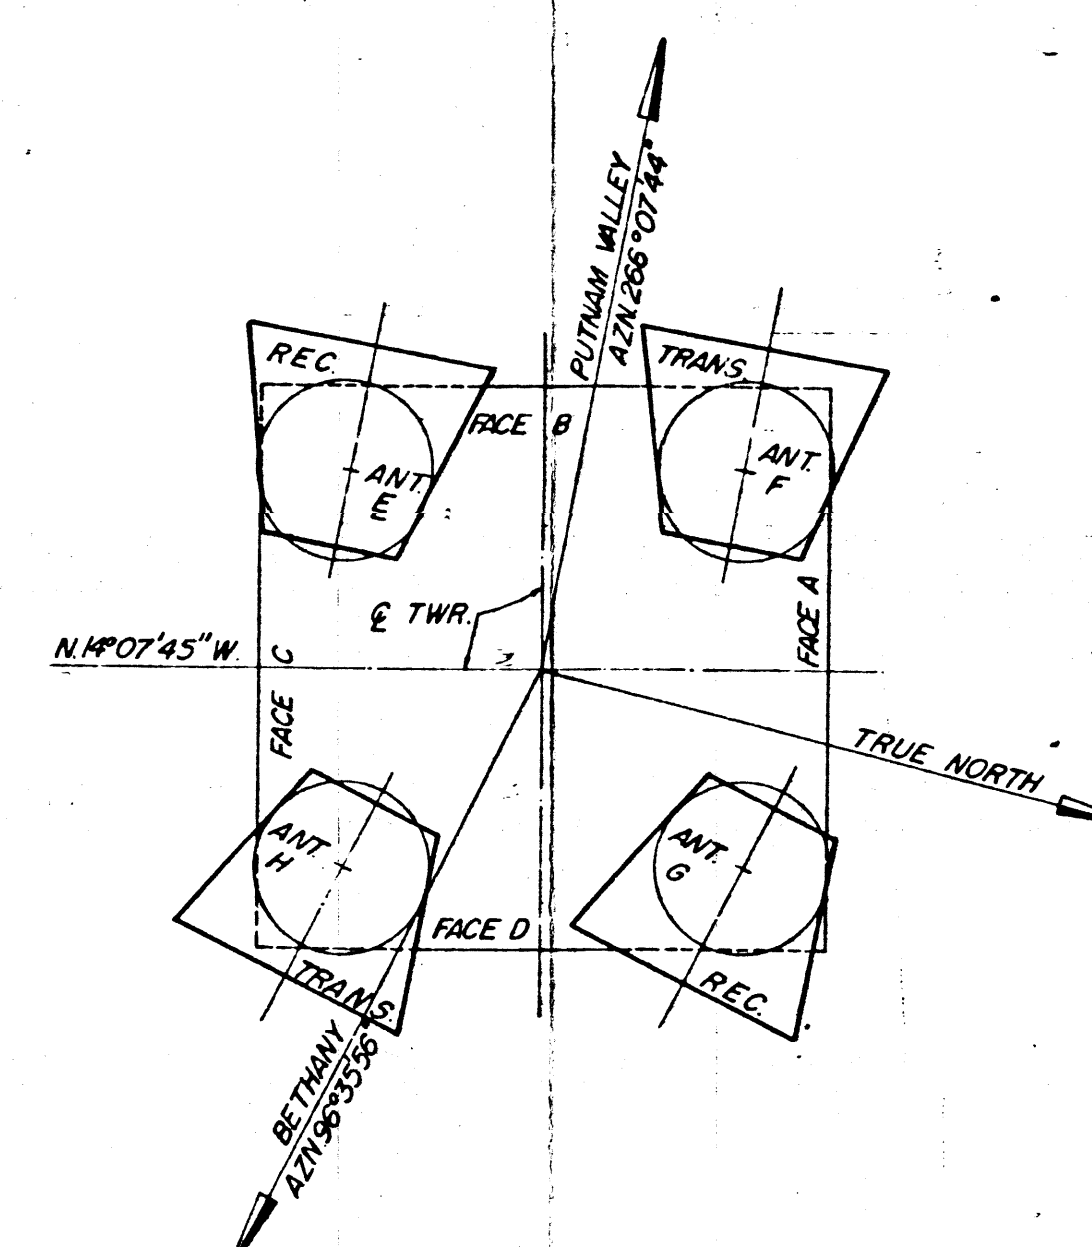 PUTNAM VALLEY
AZN. 266°07'44"
REC.
TRANS.
FACE B
ANT.
E
ANT.
F
℄ TWR.
FACE A
N.14°07'45"W.
FACE C
TRUE NORTH
ANT.
H
ANT.
G
FACE D
TRANS.
REC.
BETHANY
AZN. 96°35'56"